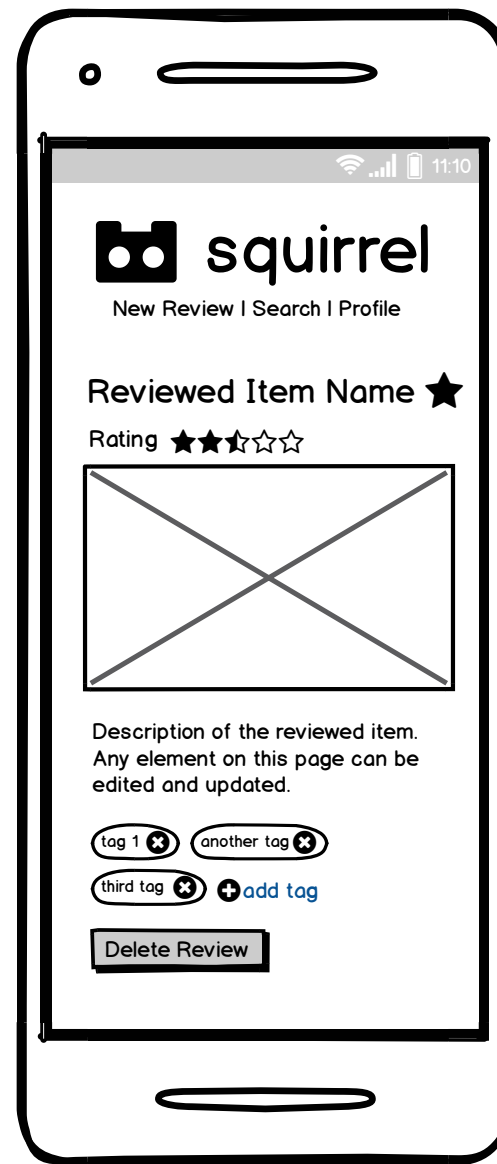 11:10
squirrel
New Review | Search | Profile
Reviewed Item Name
Rating
Description of the reviewed item.
Any element on this page can be
edited and updated.
tag 1
another tag
third tag
add tag
Delete Review